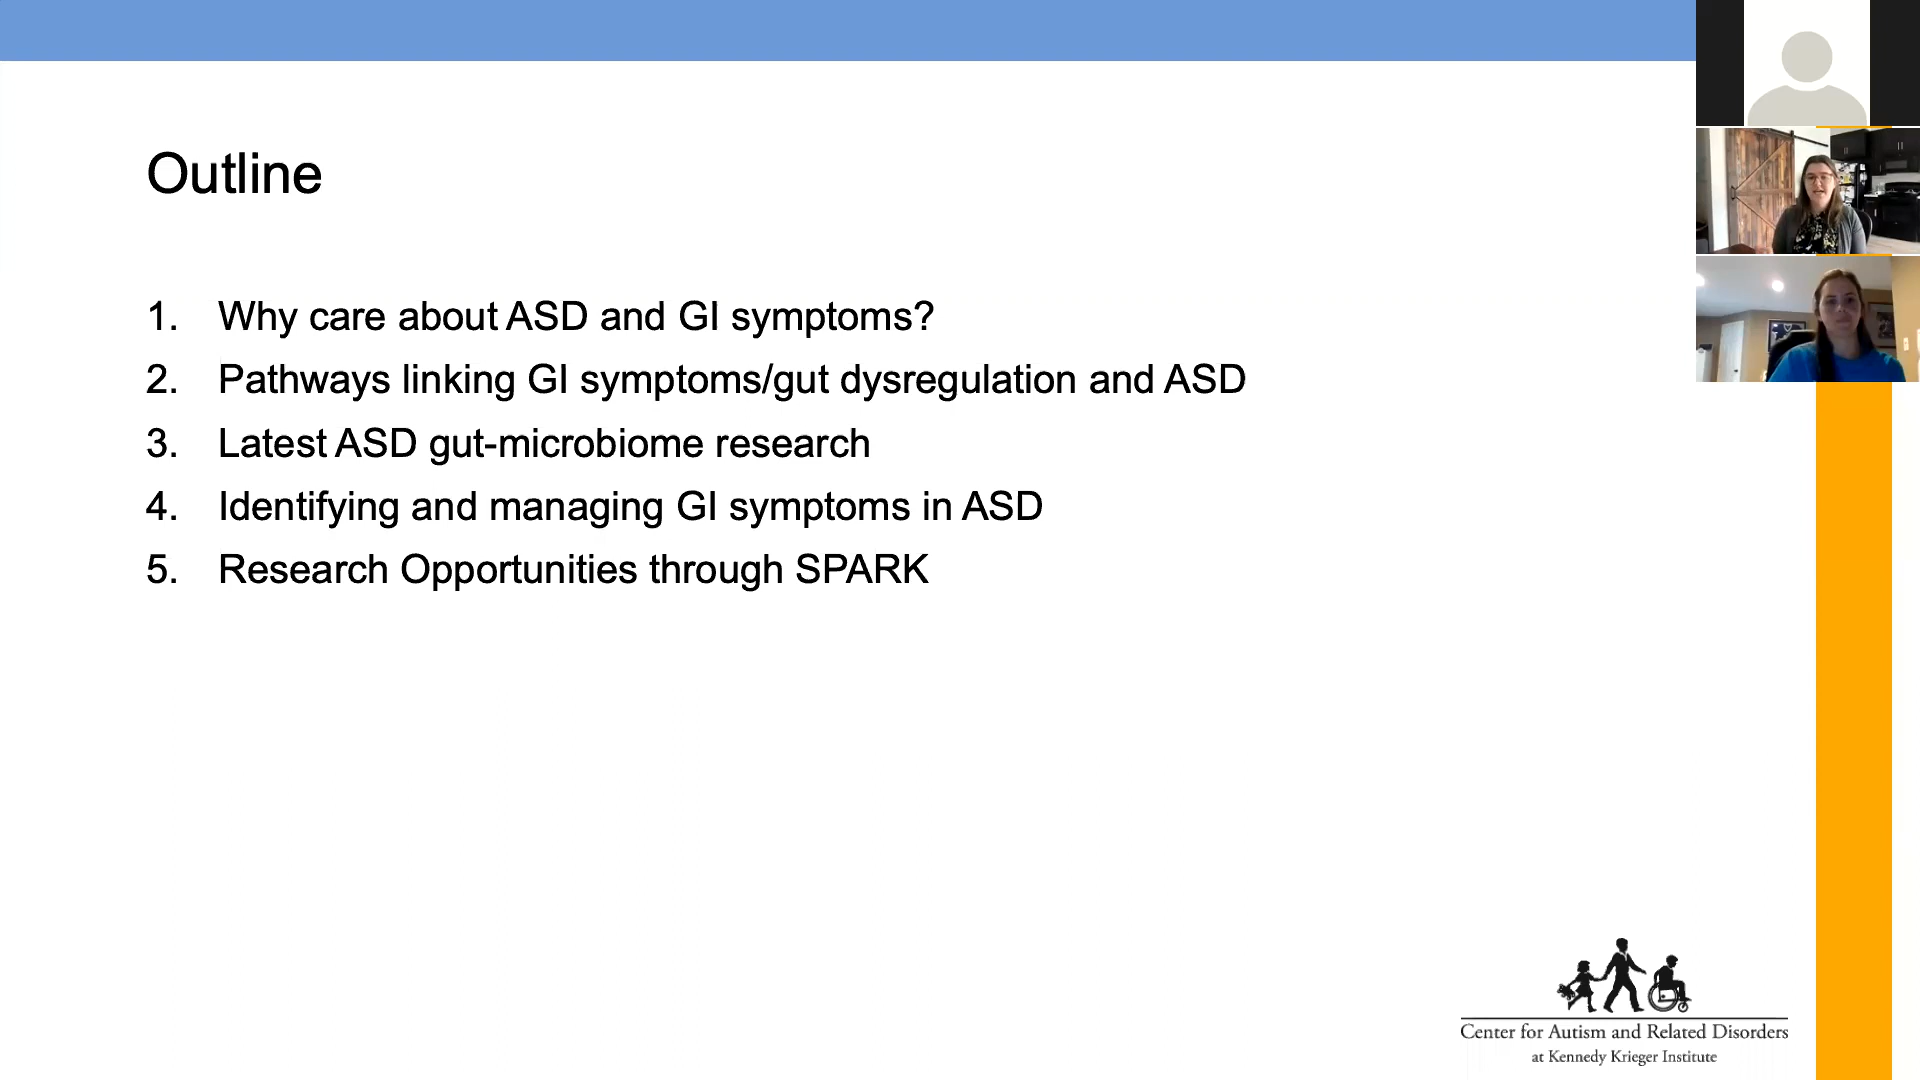 Outline
1. Why care about ASD and GI symptoms?
2. Pathways linking GI symptoms/gut dysregulation and ASD
3. Latest ASD gut-microbiome research
4. Identifying and managing GI symptoms in ASD
5. Research Opportunities through SPARK
Center for Autism and Related Disorders
at Kennedy Krieger Institute